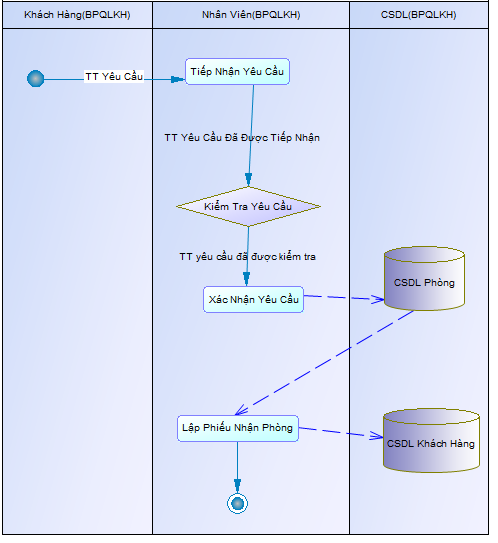 Khách Hàng(BPQLKH)
Nhân Viên(BPQLKH)
CSDL(BPQLKH)
TT Yêu Cầu
Tiếp Nhận Yêu Cầu
TT Yêu Cầu Đã Được Tiếp Nhận
Kiểm Tra Yêu Cầu
TT yêu cầu đã được kiểm tra
Xác Nhận Yêu Cầu
CSDL Phòng
Lập Phiếu Nhận Phòng
CSDL Khách Hàng